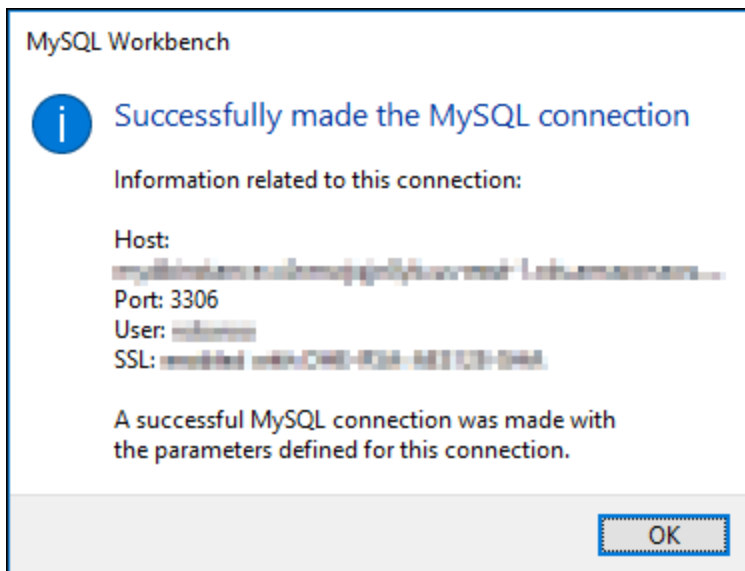 MySQL Workbench
Successfully made the MySQL connection
Information related to this connection:
Host:
Port: 3306
User:
SSL:
A successful MySQL connection was made with
the parameters defined for this connection.
OK